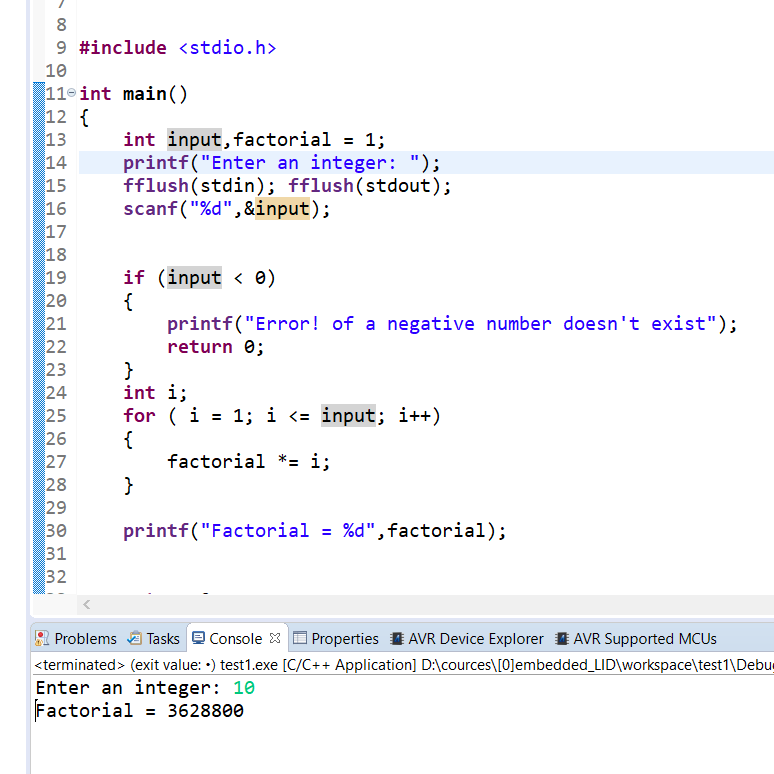 8
9 #include <stdio.h>
10
11 int main()
12 {
13 int input,factorial = 1;
14 printf("Enter an integer: ");
15 fflush(stdin); fflush(stdout);
16 scanf("%d",&input);
17
18
19 if (input < 0)
20 {
21 printf("Error! of a negative number doesn't exist");
22 return 0;
23 }
24 int i;
25 for ( i = 1; i <= input; i++)
26 {
27 factorial *= i;
28 }
29
30 printf("Factorial = %d",factorial);
31
32
Problems Tasks Console Properties AVR Device Explorer AVR Supported MCUs
<terminated> (exit value: •) test1.exe [C/C++ Application] D:\cources\[0]embedded_LID\workspace\test1\Debu
Enter an integer: 10
Factorial = 3628800